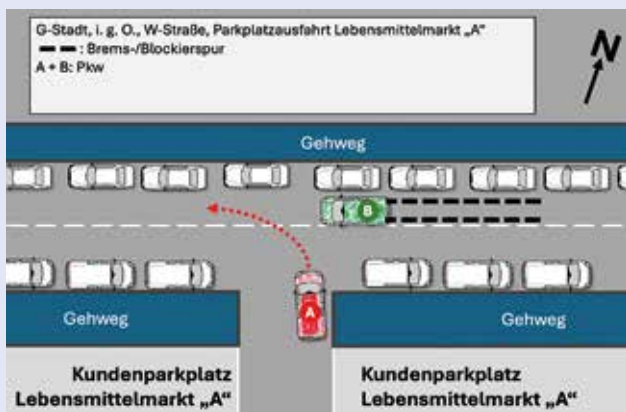 G-Stadt, i. g. O., W-Straße, Parkplatzausfahrt Lebensmittelmarkt „A“
: Brems-/Blockierspur
A + B: Pkw
N
Gehweg
B
A
Gehweg
Gehweg
Kundenparkplatz
Lebensmittelmarkt „A“
Kundenparkplatz
Lebensmittelmarkt „A“